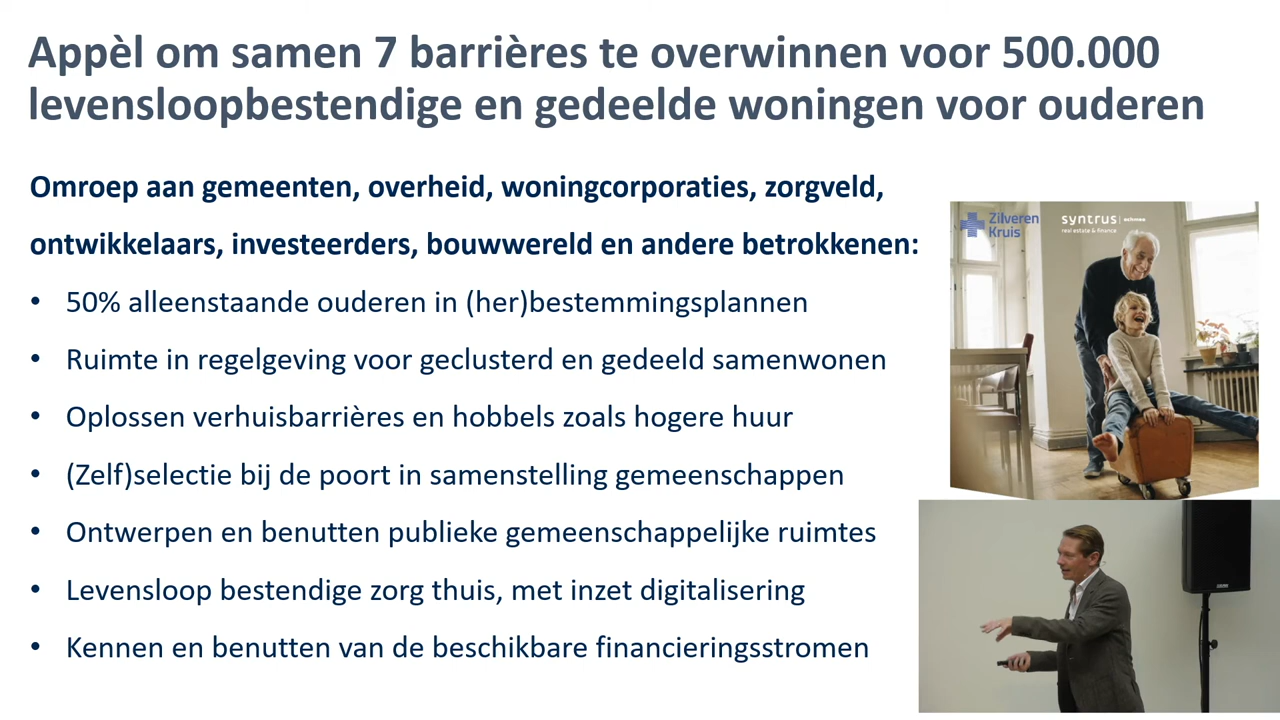 Appèl om samen 7 barrières te overwinnen voor 500.000
levensloopbestendige en gedeelde woningen voor ouderen
Omroep aan gemeenten, overheid, woningcorporaties, zorgveld,
ontwikkelaars, investeerders, bouwwereld en andere betrokkenen:
• 50% alleenstaande ouderen in (her)bestemmingsplannen
• Ruimte in regelgeving voor geclusterd en gedeeld samenwonen
• Oplossen verhuisbarrières en hobbels zoals hogere huur
• (Zelf)selectie bij de poort in samenstelling gemeenschappen
• Ontwerpen en benutten publieke gemeenschappelijke ruimtes
• Levensloop bestendige zorg thuis, met inzet digitalisering
• Kennen en benutten van de beschikbare financieringsstromen
Zilveren
Kruis
syntrus achmea
real estate & finance